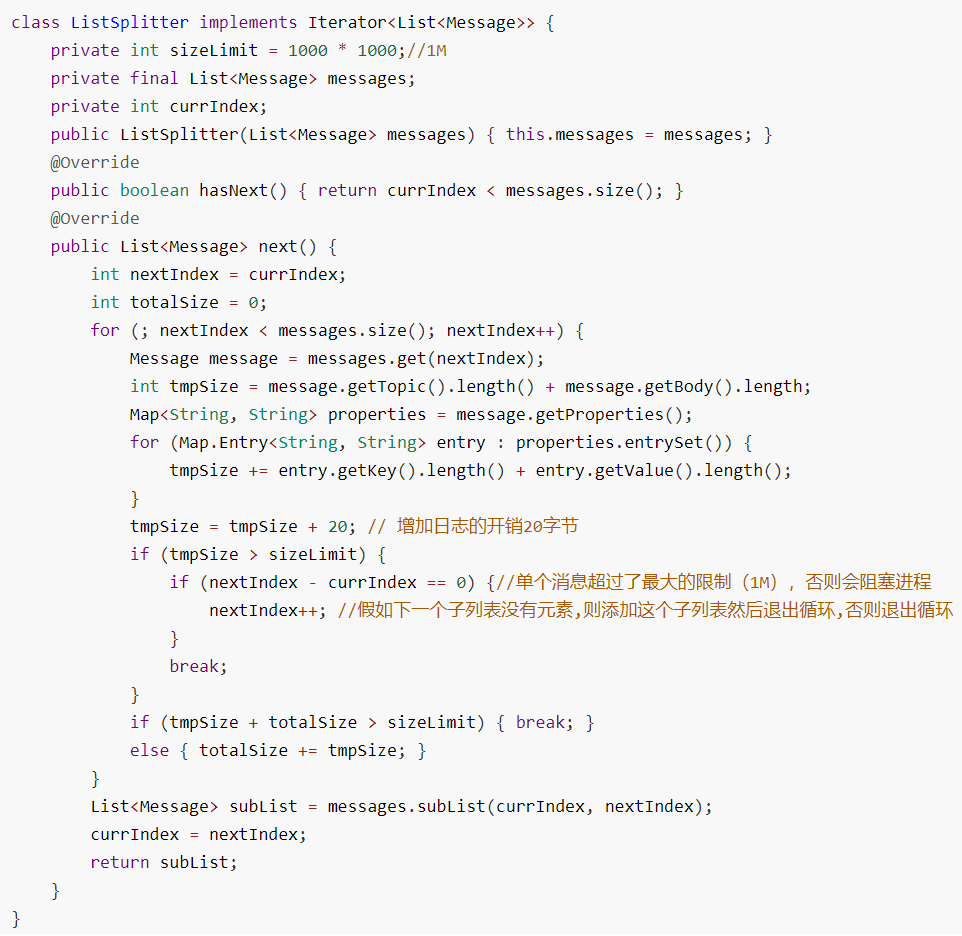 class ListSplitter implements Iterator<List<Message>> {
    private int sizeLimit = 1000 * 1000;//1M
    private final List<Message> messages;
    private int currIndex;
    public ListSplitter(List<Message> messages) { this.messages = messages; }
    @Override
    public boolean hasNext() { return currIndex < messages.size(); }
    @Override
    public List<Message> next() {
        int nextIndex = currIndex;
        int totalSize = 0;
        for (; nextIndex < messages.size(); nextIndex++) {
            Message message = messages.get(nextIndex);
            int tmpSize = message.getTopic().length() + message.getBody().length;
            Map<String, String> properties = message.getProperties();
            for (Map.Entry<String, String> entry : properties.entrySet()) {
                tmpSize += entry.getKey().length() + entry.getValue().length();
            }
            tmpSize = tmpSize + 20; // 增加日志的开销20字节
            if (tmpSize > sizeLimit) {
                if (nextIndex - currIndex == 0) {//单个消息超过了最大的限制（1M），否则会阻塞进程
                    nextIndex++; //假如下一个子列表没有元素,则添加这个子列表然后退出循环,否则退出循环
                }
                break;
            }
            if (tmpSize + totalSize > sizeLimit) { break; }
            else { totalSize += tmpSize; }
        }
        List<Message> subList = messages.subList(currIndex, nextIndex);
        currIndex = nextIndex;
        return subList;
    }
}